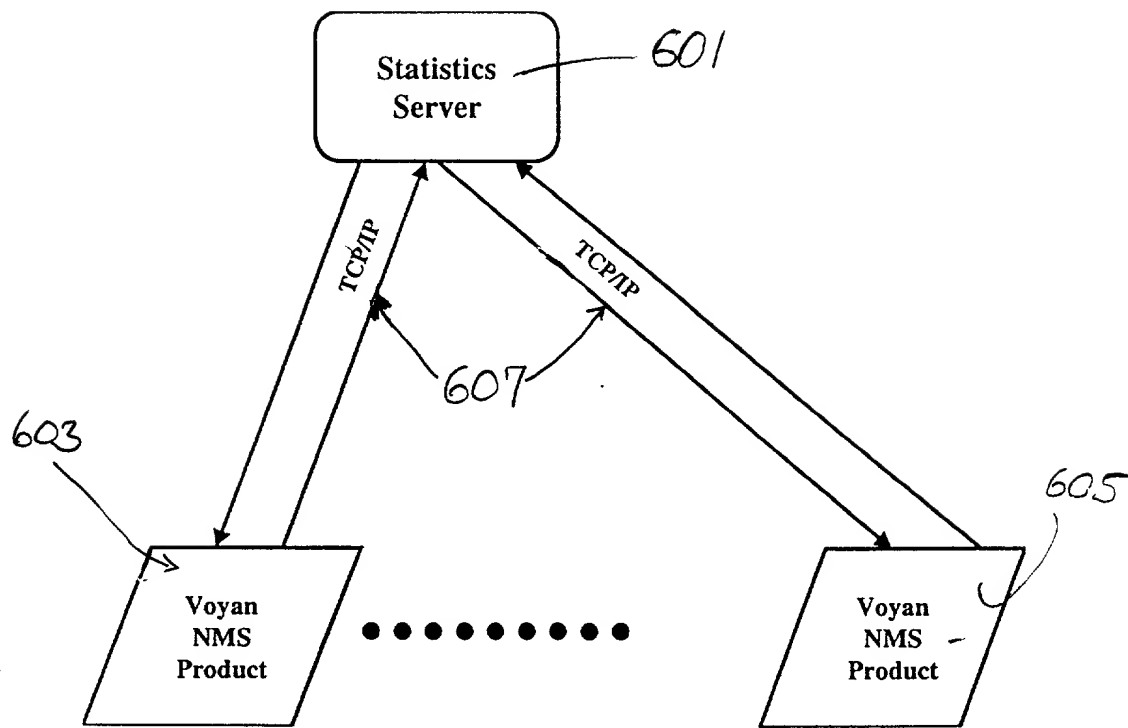 Statistics
Server
601
TCP/IP
TCP/IP
607
603
605
Voyan
NMS
Product
Voyan
NMS
Product